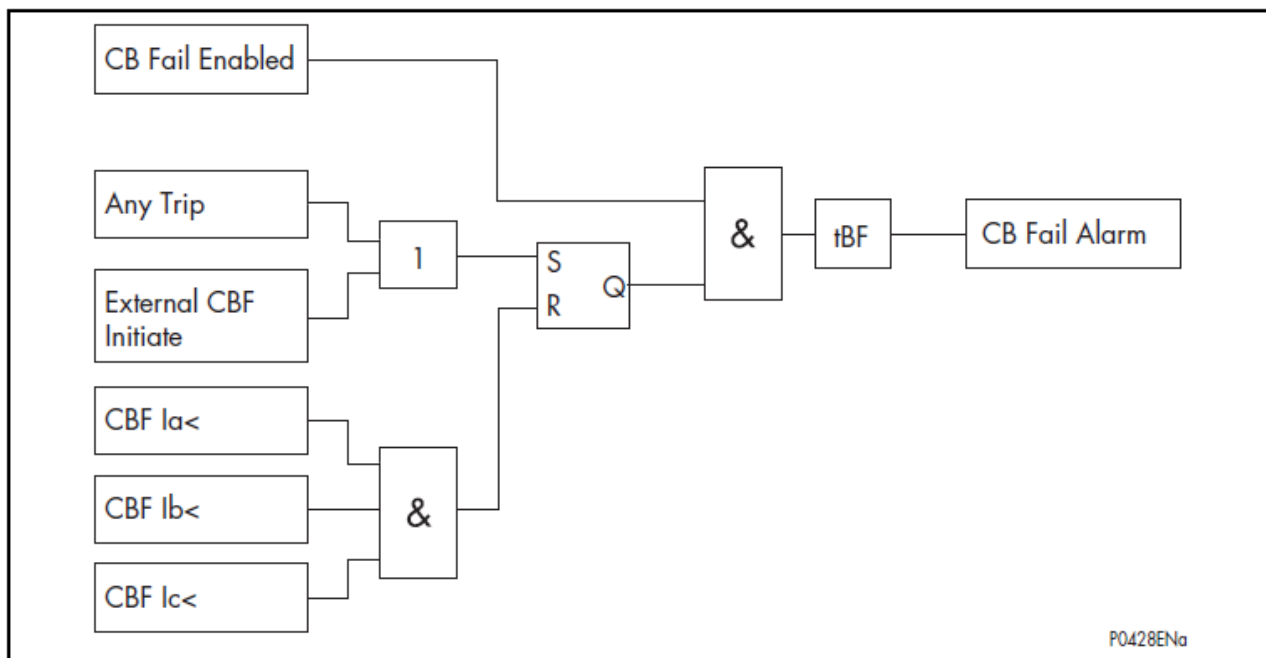 CB Fail Enabled
Any Trip
External CBF
Initiate
CBF Ia<
CBF Ib<
CBF Ic<
1
&
S
R
Q
&
tBF
CB Fail Alarm
P0428ENa